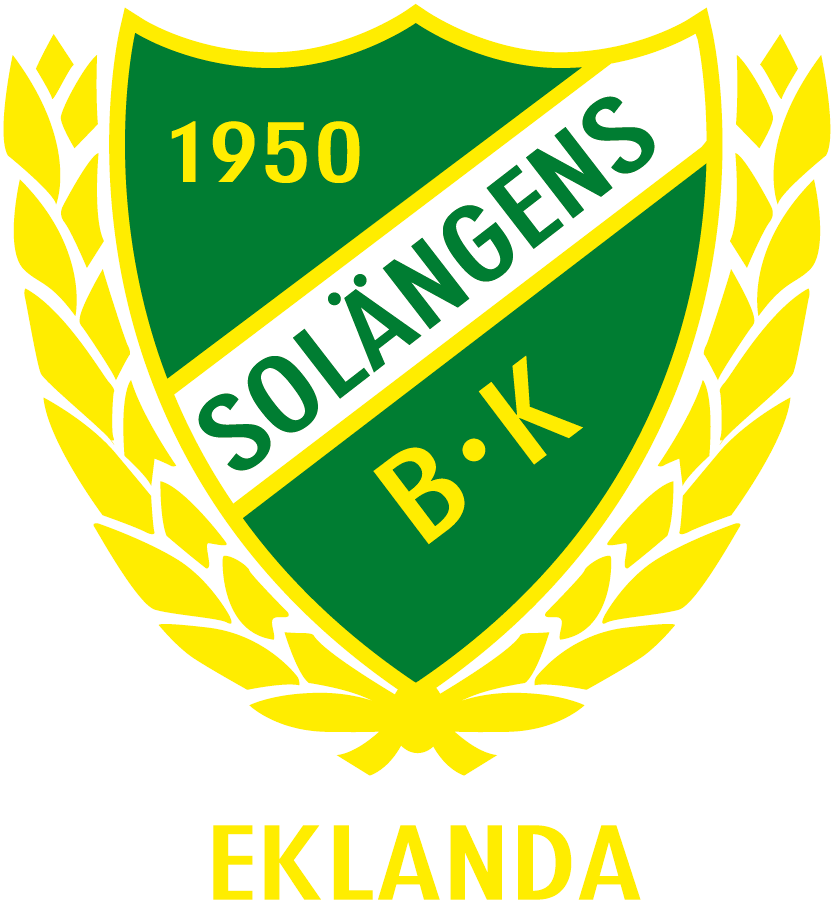 1950
SOLÄNGENS
B·K
EKLANDA